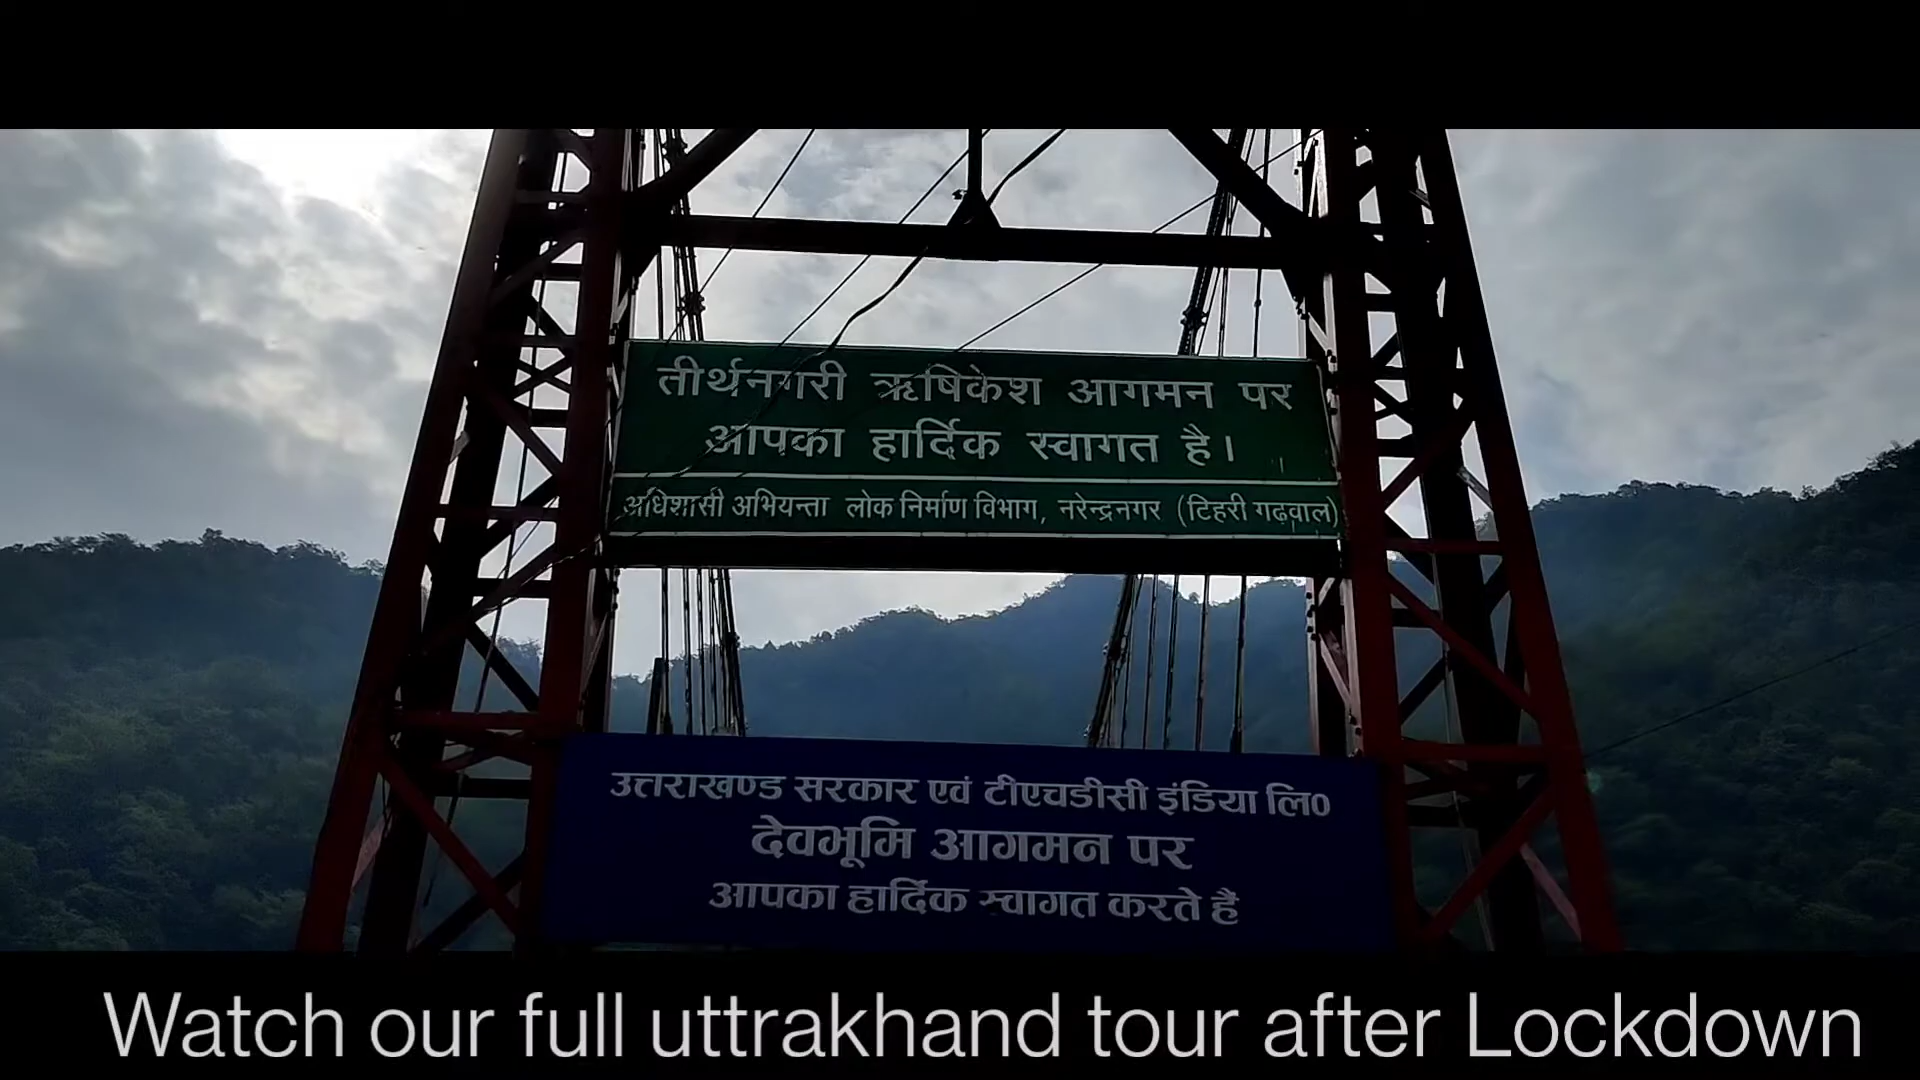 तीर्थनगरी ऋषिकेश आगमन पर
आपका हार्दिक स्वागत है।
अधिशासी अभियन्ता लोक निर्माण विभाग, नरेन्द्रनगर (टिहरी गढ़वाल)
उत्तराखण्ड सरकार एवं टीएचडीसी इंडिया लि०
देवभूमि आगमन पर
आपका हार्दिक स्वागत करते हैं
Watch our full uttrakhand tour after Lockdown